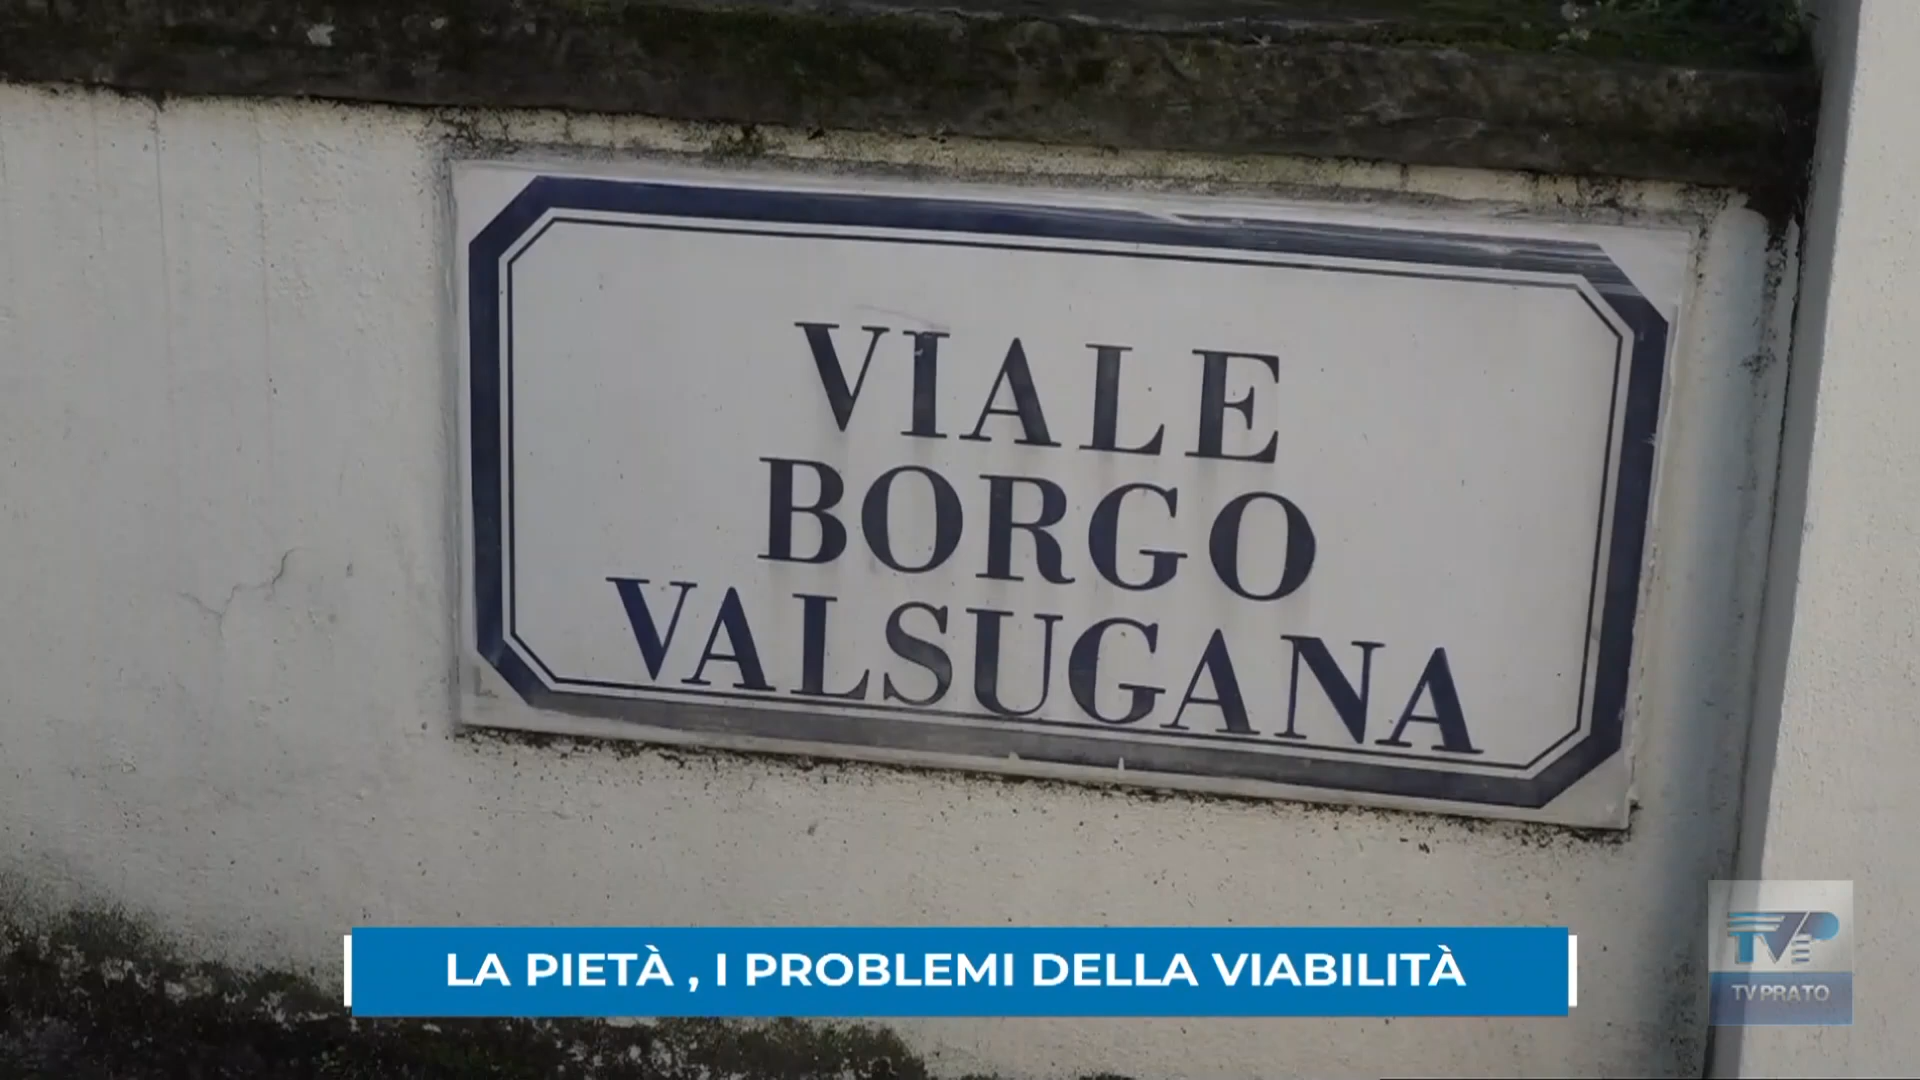 VIALE
BORGO
VALSUGANA
LA PIETÀ , I PROBLEMI DELLA VIABILITÀ
TV PRATO